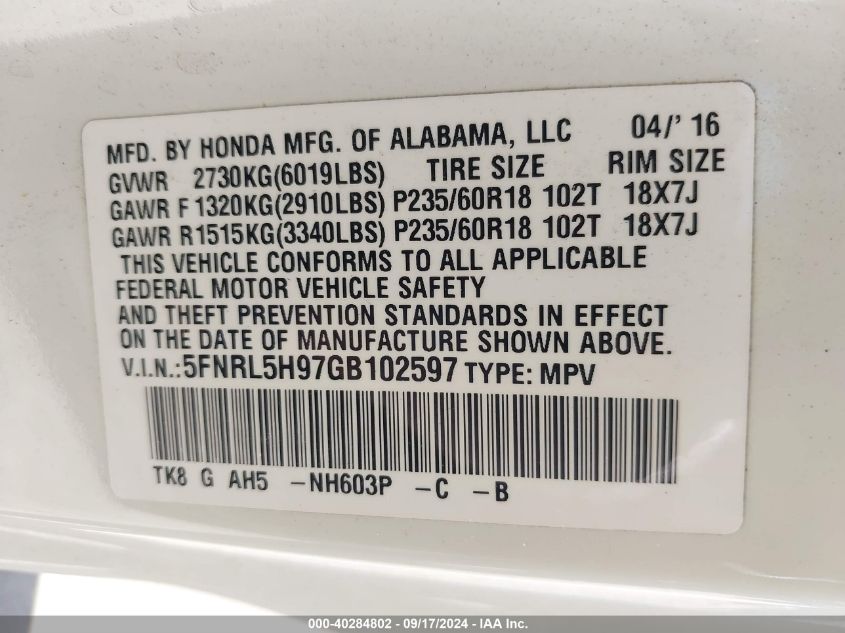 MFD. BY HONDA MFG. OF ALABAMA, LLC 04/' 16
GVWR 2730KG(6019LBS) TIRE SIZE RIM SIZE
GAWR F 1320KG(2910LBS) P235/60R18 102T 18X7J
GAWR R1515KG(3340LBS) P235/60R18 102T 18X7J
THIS VEHICLE CONFORMS TO ALL APPLICABLE
FEDERAL MOTOR VEHICLE SAFETY
AND THEFT PREVENTION STANDARDS IN EFFECT
ON THE DATE OF MANUFACTURE SHOWN ABOVE.
V.I.N.:5FNRL5H97GB102597 TYPE: MPV
TK8 G AH5 -NH603P -C -B
000-40284802 - 09/17/2024 - IAA Inc.